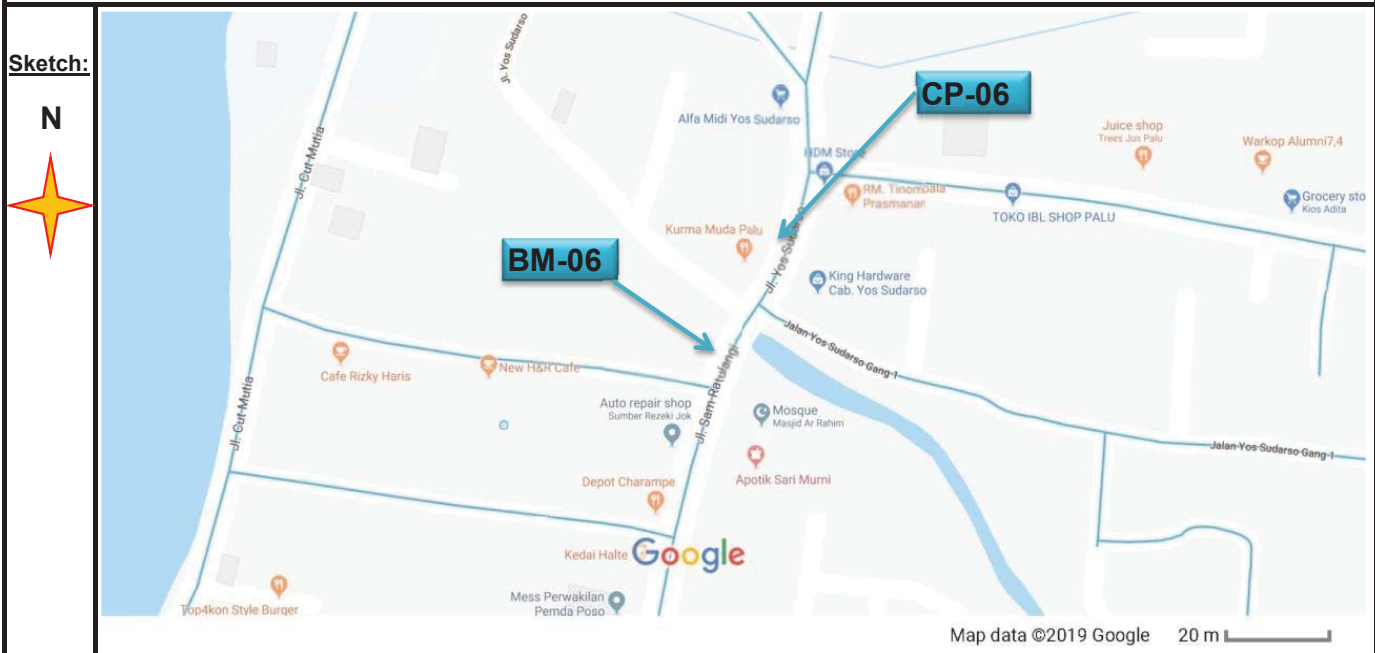 Sketch:
N
Jl. Yos Sudarso
CP-06
Alfa Midi Yos Sudarso
Juice shop
Trees Jus Palu
Warkop Alumni7,4
Jl. Cut Mutia
HDM Store
RM. Tinombala
Prasmanan
TOKO IBL SHOP PALU
Grocery sto
Kios Adita
Kurma Muda Palu
Jl. Yos Sudarso
BM-06
King Hardware
Cab. Yos Sudarso
Jalan Yos Sudarso Gang 1
Cafe Rizky Haris
New H&R Cafe
Jl. Sam Ratulangi
Jl. Cut Mutia
Auto repair shop
Sumber Rezeki Jok
Mosque
Masjid Ar Rahim
Jalan Yos Sudarso Gang 1
Depot Charampe
Apotik Sari Murni
Kedai Halte
Google
Top4kon Style Burger
Mess Perwakilan
Pemda Poso
Map data ©2019 Google
20 m